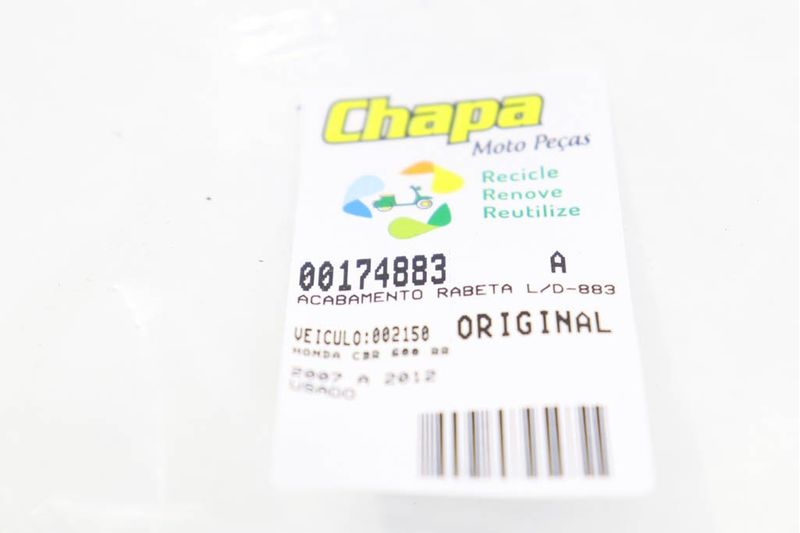 Chapa
Moto Peças
Recicle
Renove
Reutilize
00174883 A
ACABAMENTO RABETA L/D-883
VEICULO:002150 ORIGINAL
HONDA CBR 600 RR
2007 A 2012
USADO